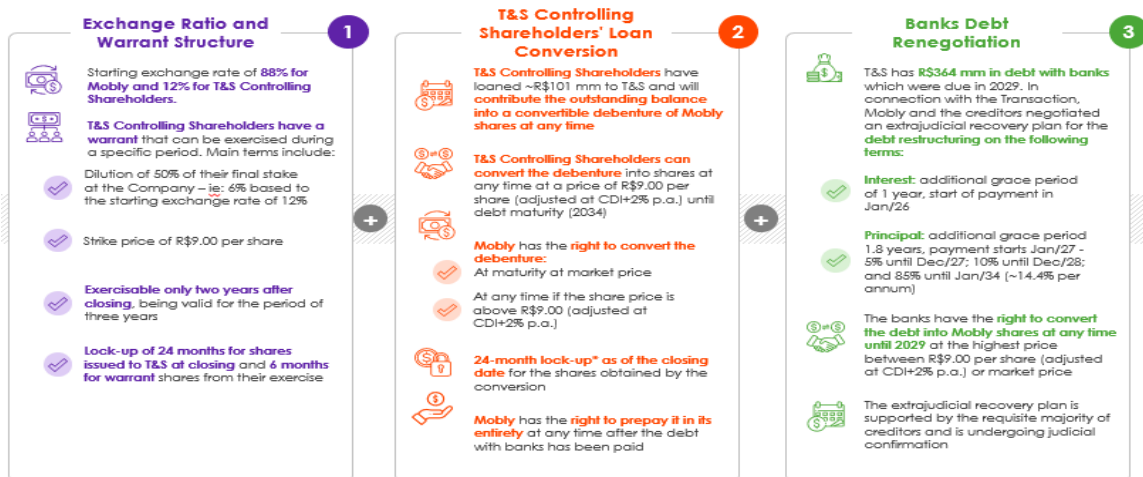 Exchange Ratio and
Warrant Structure
1
Starting exchange rate of 88% for
Mobly and 12% for T&S Controlling
Shareholders.
T&S Controlling Shareholders have a
warrant that can be exercised during
a specific period. Main terms include:
Dilution of 50% of their final stake
at the Company – ie: 6% based to
the starting exchange rate of 12%
Strike price of R$9.00 per share
Exercisable only two years after
closing, being valid for the period of
three years
Lock-up of 24 months for shares
issued to T&S at closing and 6 months
for warrant shares from their exercise
+
T&S Controlling
Shareholders' Loan
Conversion
2
T&S Controlling Shareholders have
loaned ~R$101 mm to T&S and will
contribute the outstanding balance
into a convertible debenture of Mobly
shares at any time
T&S Controlling Shareholders can
convert the debenture into shares at
any time at a price of R$9.00 per
share (adjusted at CDI+2% p.a.) until
debt maturity (2034)
Mobly has the right to convert the
debenture:
At maturity at market price
At any time if the share price is
above R$9.00 (adjusted at
CDI+2% p.a.)
24-month lock-up* as of the closing
date for the shares obtained by the
conversion
Mobly has the right to prepay it in its
entirety at any time after the debt
with banks has been paid
+
Banks Debt
Renegotiation
3
T&S has R$364 mm in debt with banks
which were due in 2029. In
connection with the Transaction,
Mobly and the creditors negotiated
an extrajudicial recovery plan for the
debt restructuring on the following
terms:
Interest: additional grace period
of 1 year, start of payment in
Jan/26
Principal: additional grace period
1.8 years, payment starts Jan/27 -
5% until Dec/27; 10% until Dec/28;
and 85% until Jan/34 (~14.4% per
annum)
The banks have the right to convert
the debt into Mobly shares at any time
until 2029 at the highest price
between R$9.00 per share (adjusted
at CDI+2% p.a.) or market price
The extrajudicial recovery plan is
supported by the requisite majority of
creditors and is undergoing judicial
confirmation